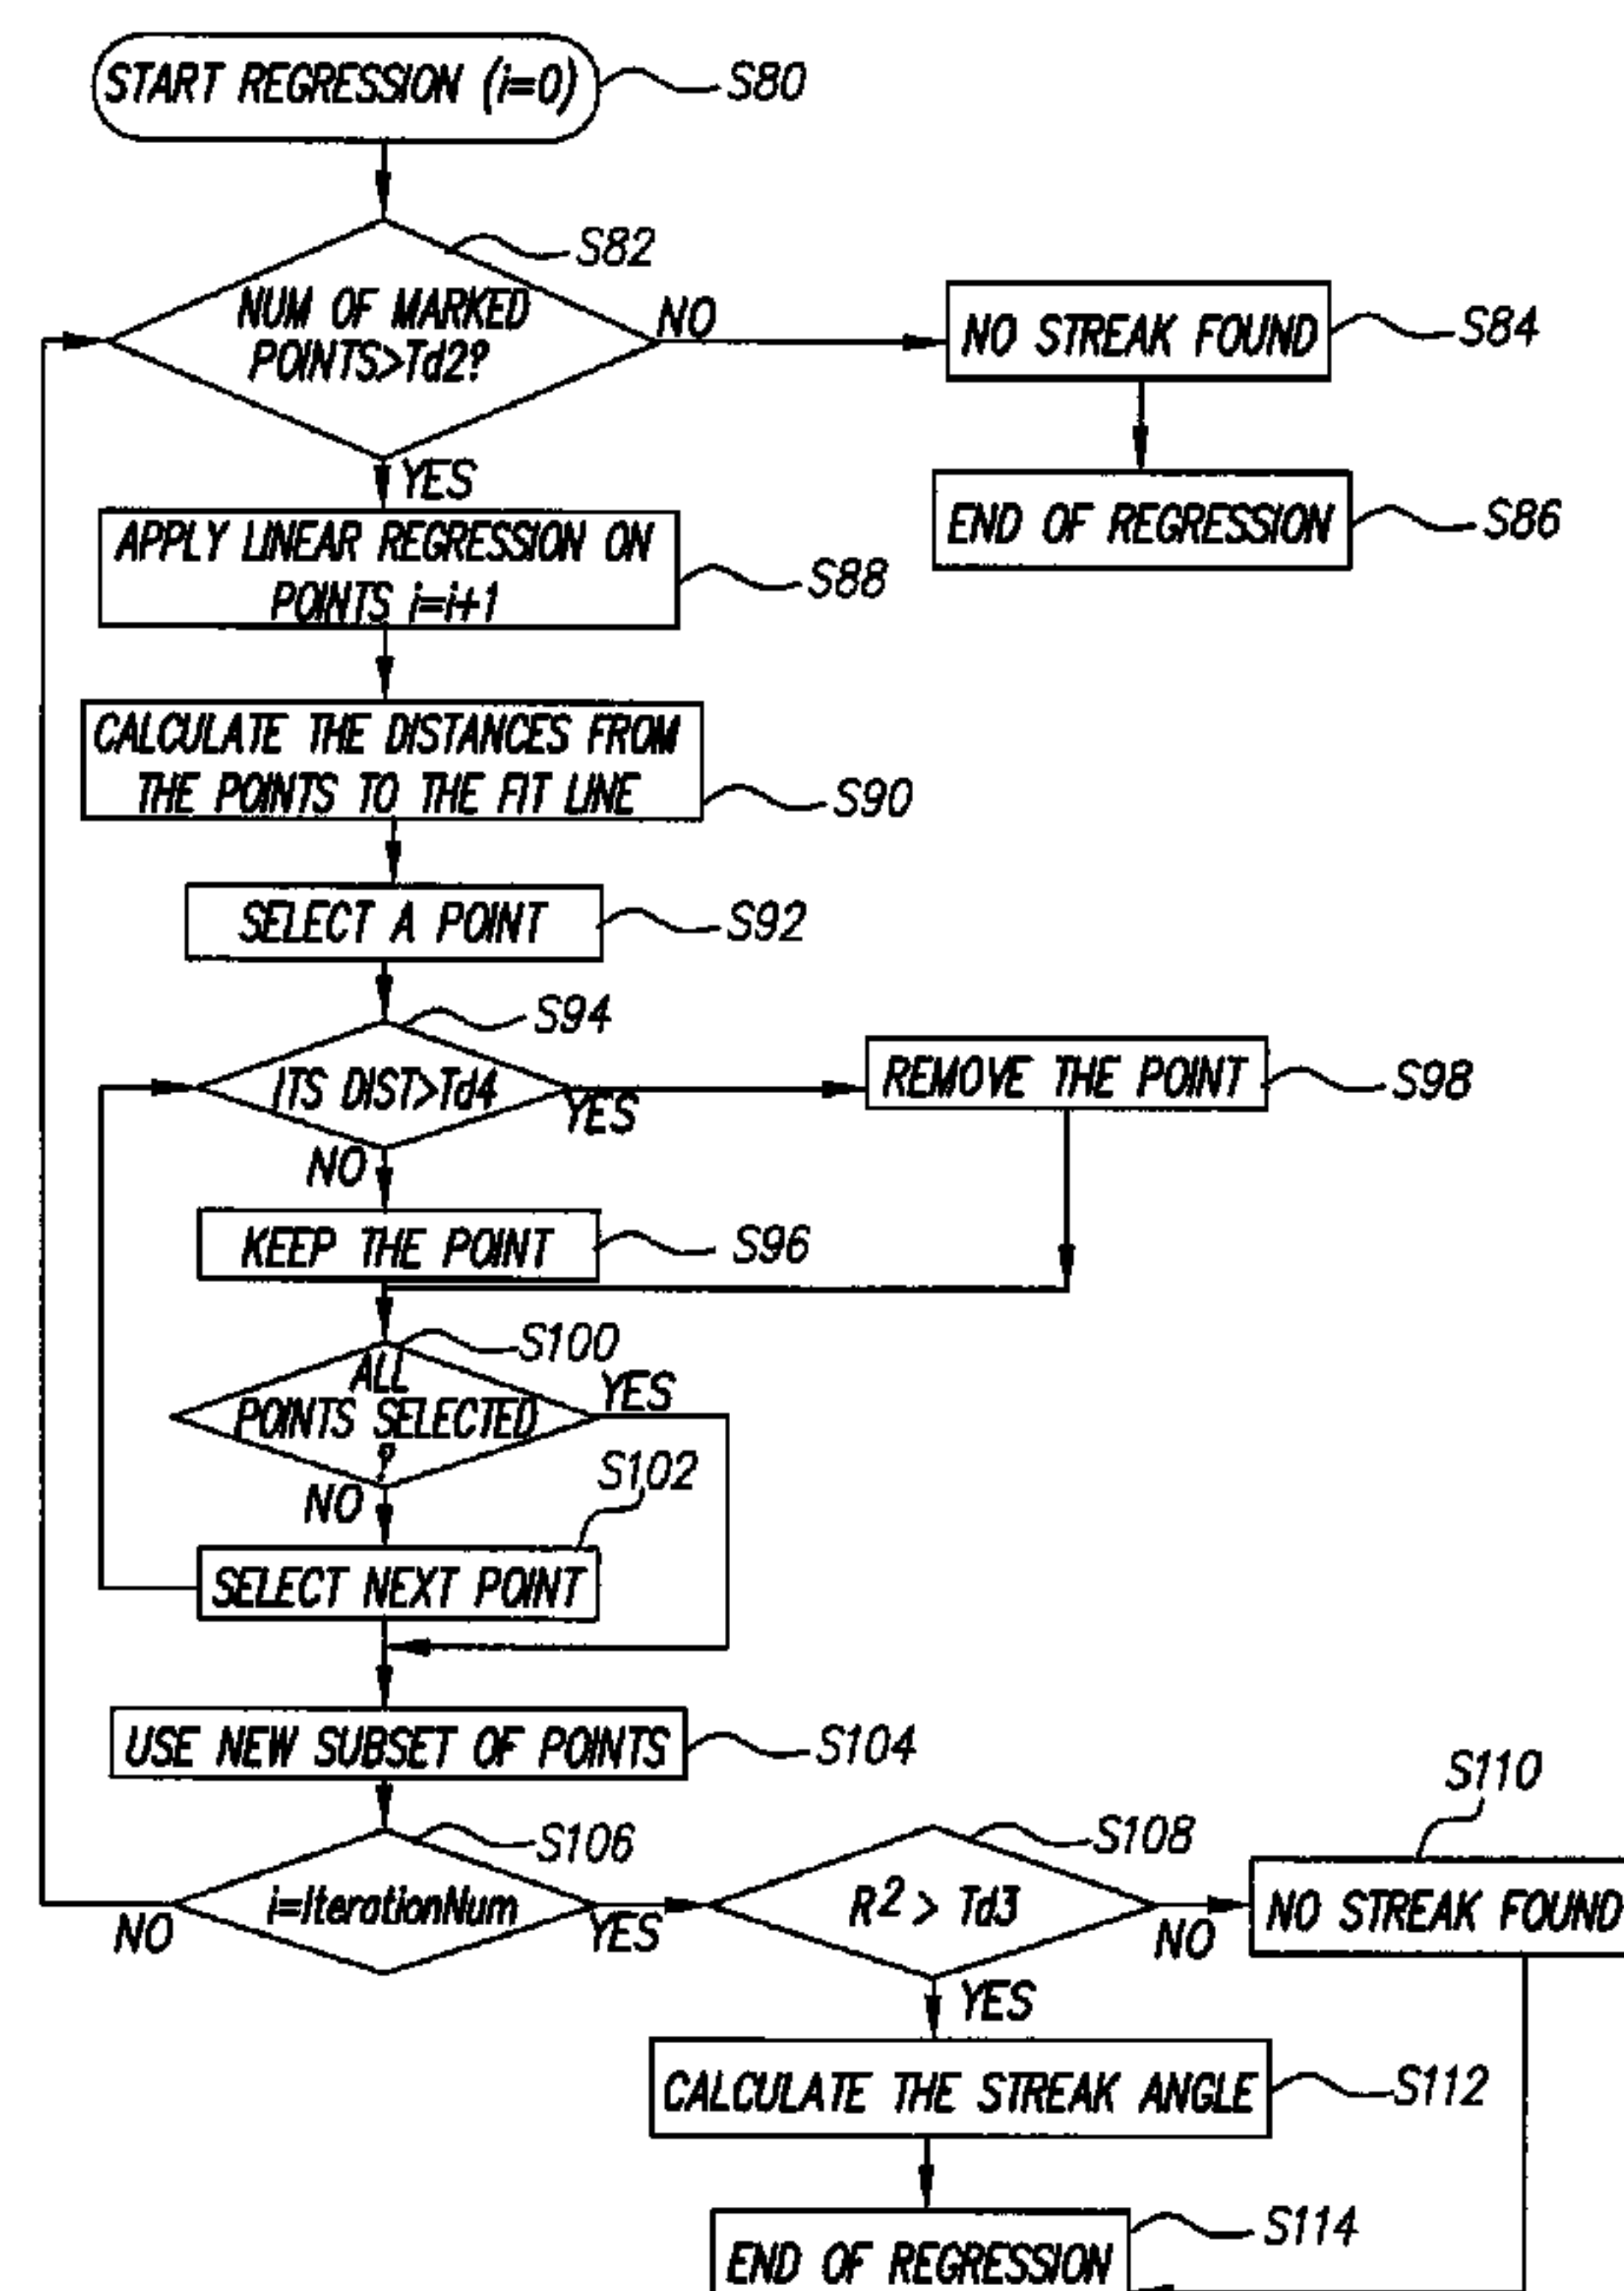 START REGRESSION (i=0)
S80
S82
NUM OF MARKED
POINTS>Td2?
NO
NO STREAK FOUND
S84
YES
END OF REGRESSION
S86
APPLY LINEAR REGRESSION ON
POINTS i=i+1
S88
CALCULATE THE DISTANCES FROM
THE POINTS TO THE FIT LINE
S90
SELECT A POINT
S92
S94
ITS DIST>Td4
YES
REMOVE THE POINT
S98
NO
KEEP THE POINT
S96
S100
ALL
POINTS SELECTED
?
YES
NO
S102
SELECT NEXT POINT
USE NEW SUBSET OF POINTS
S104
S106
i=IterationNum
NO
YES
S108
R² > Td3
NO
S110
NO STREAK FOUND
YES
CALCULATE THE STREAK ANGLE
S112
END OF REGRESSION
S114